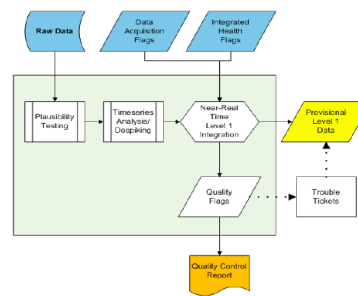 Raw Data
Data
Acquisition
Flags
Integrated
Health
Flags
Plausibility
Testing
Timeseries
Analysis/
Despiking
Near-Real
Time
Level 1
Integration
Provisional
Level 1
Data
Quality
Flags
Trouble
Tickets
Quality Control
Report